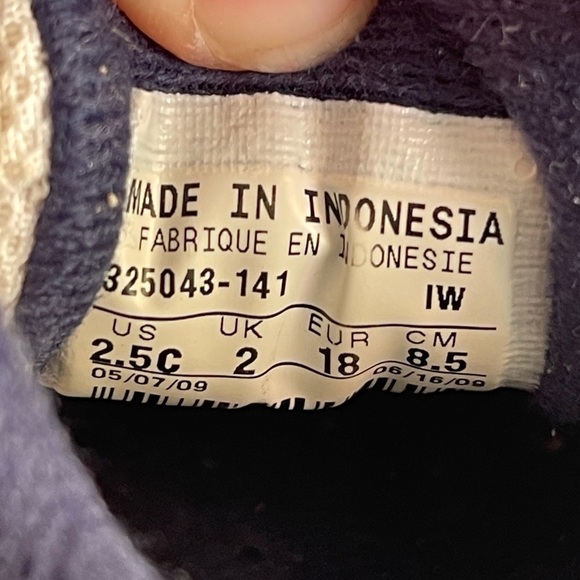 MADE IN INDONESIA
FABRIQUE EN INDONESIE
325043-141 IW
US UK EUR CM
2.5C 2 18 8.5
05/07/09 06/16/09